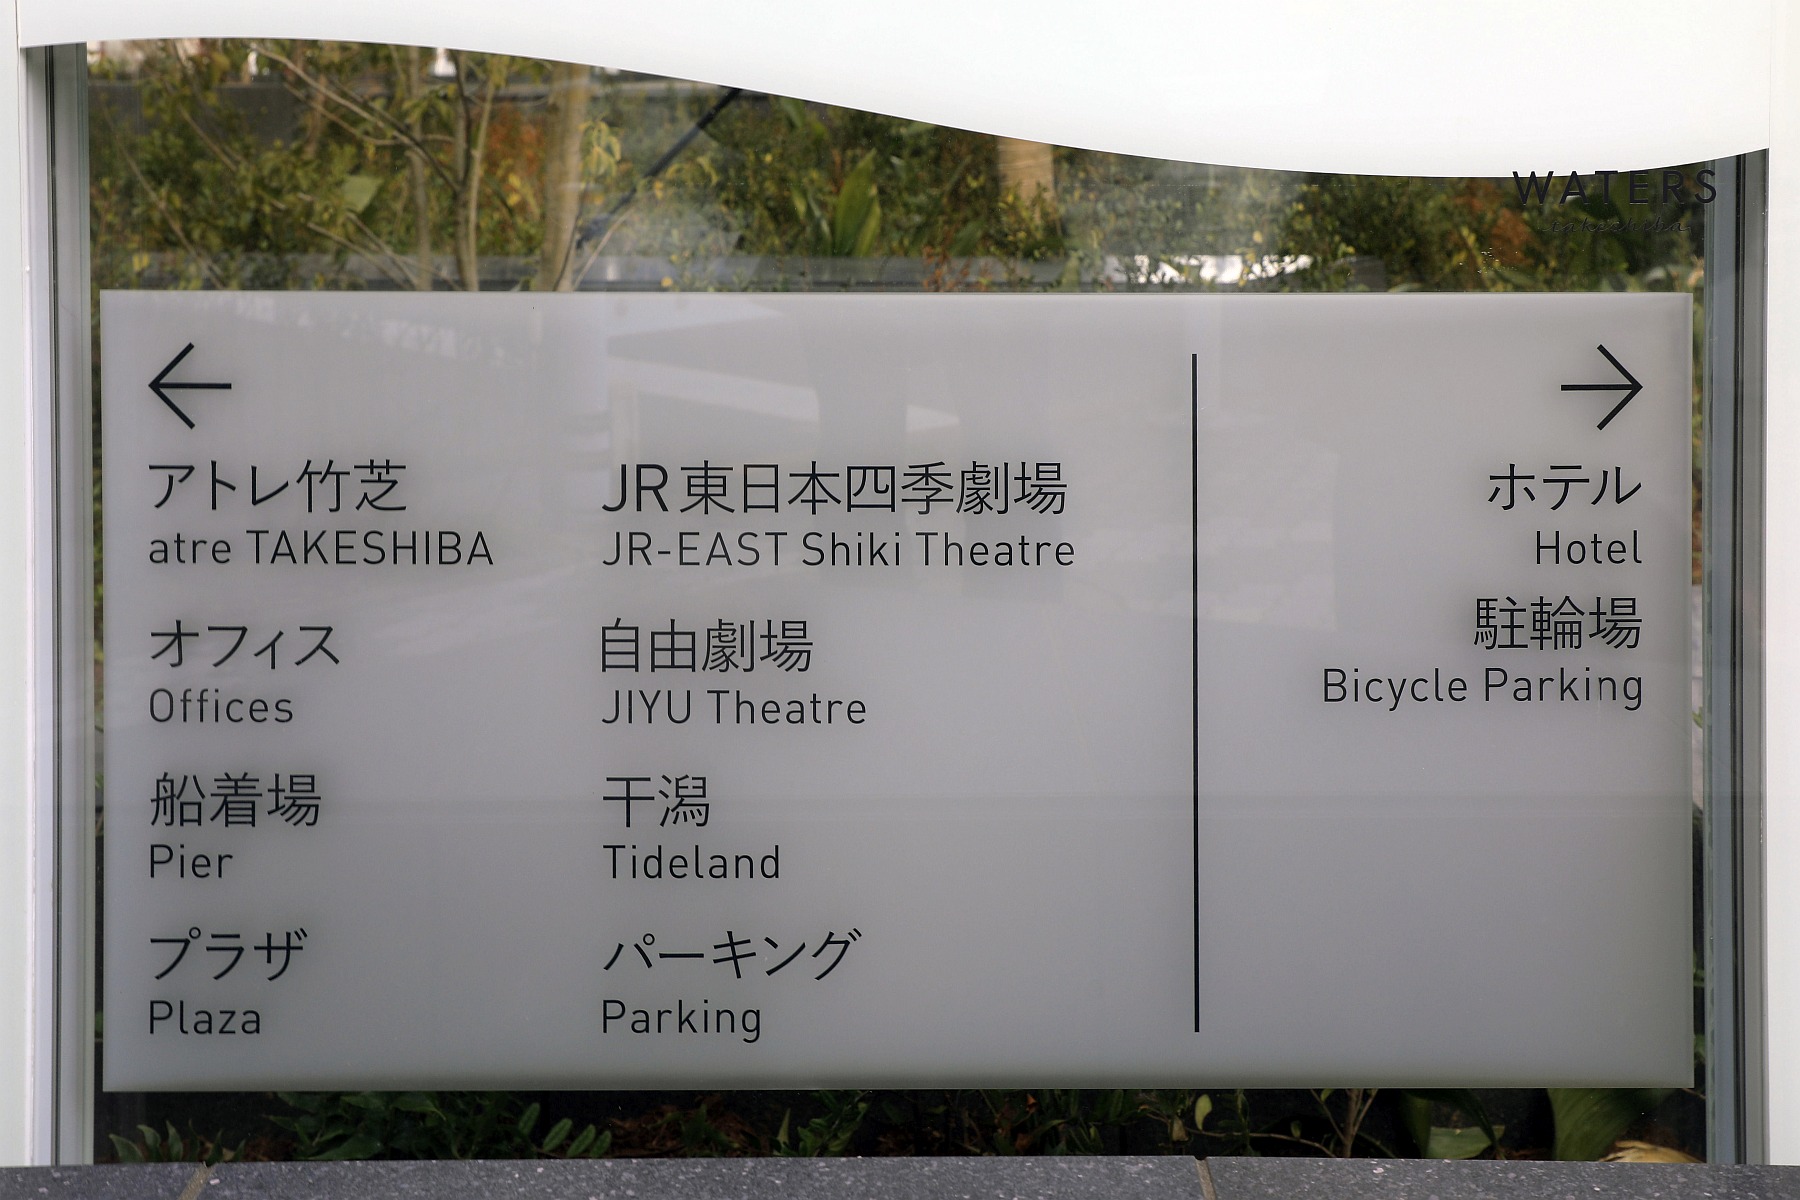 WATERS
takeshiba
←
アトレ竹芝
atre TAKESHIBA
オフィス
Offices
船着場
Pier
プラザ
Plaza
JR東日本四季劇場
JR-EAST Shiki Theatre
自由劇場
JIYU Theatre
干潟
Tideland
パーキング
Parking
→
ホテル
Hotel
駐輪場
Bicycle Parking